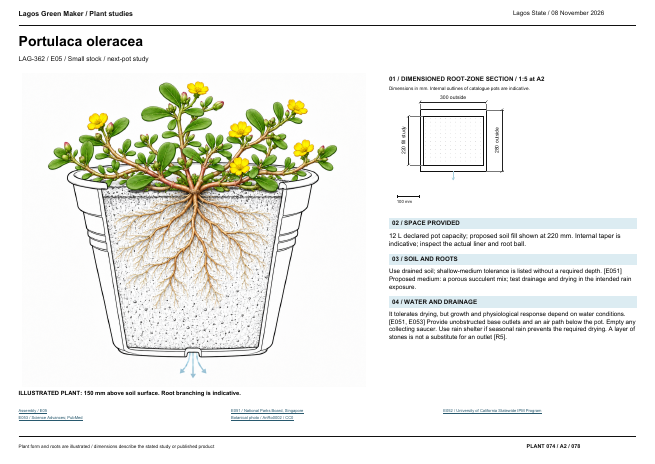 Lagos Green Maker / Plant studies
Lagos State / 08 November 2026
Portulaca oleracea
LAG-362 / E05 / Small stock / next-pot study
01 / DIMENSIONED ROOT-ZONE SECTION / 1:5 at A2
Dimensions in mm. Internal outlines of catalogue pots are indicative.
300 outside
220 fill study
280 outside
100 mm
02 / SPACE PROVIDED
12 L declared pot capacity; proposed soil fill shown at 220 mm. Internal taper is
indicative; inspect the actual liner and root ball.
03 / SOIL AND ROOTS
Use drained soil; shallow-medium tolerance is listed without a required depth. [E051]
Proposed medium: a porous succulent mix; test drainage and drying in the intended rain
exposure.
04 / WATER AND DRAINAGE
It tolerates drying, but growth and physiological response depend on water conditions.
[E051, E053] Provide unobstructed base outlets and an air path below the pot. Empty any
collecting saucer. Use rain shelter if seasonal rain prevents the required drying. A layer of
stones is not a substitute for an outlet [R5].
ILLUSTRATED PLANT: 150 mm above soil surface. Root branching is indicative.
Assembly / E05
E053 / Science Advances; PubMed
E051 / National Parks Board, Singapore
Botanical photo /
E052 / University of California Statewide IPM Program
Plant form and roots are illustrated / dimensions describe the stated study or published product
PLANT 074 / A2 / 078